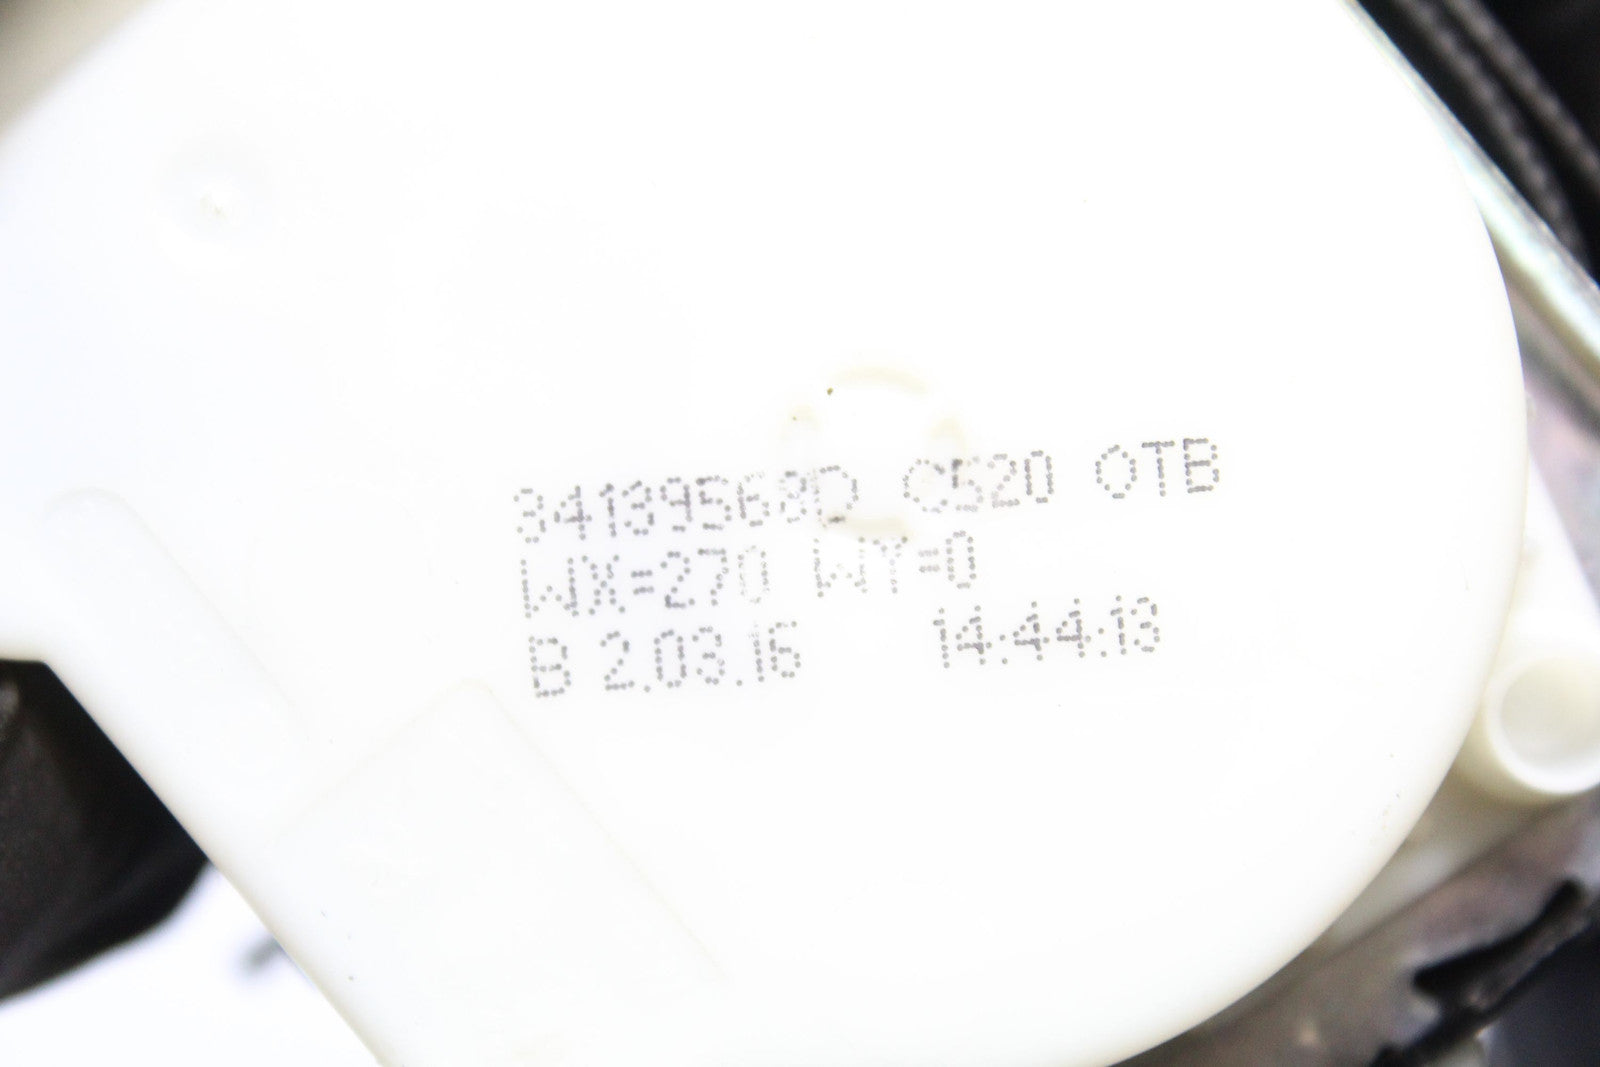 34139568D C520 OTB
WX=270 WY=0
B 2.03.16 14:44:13